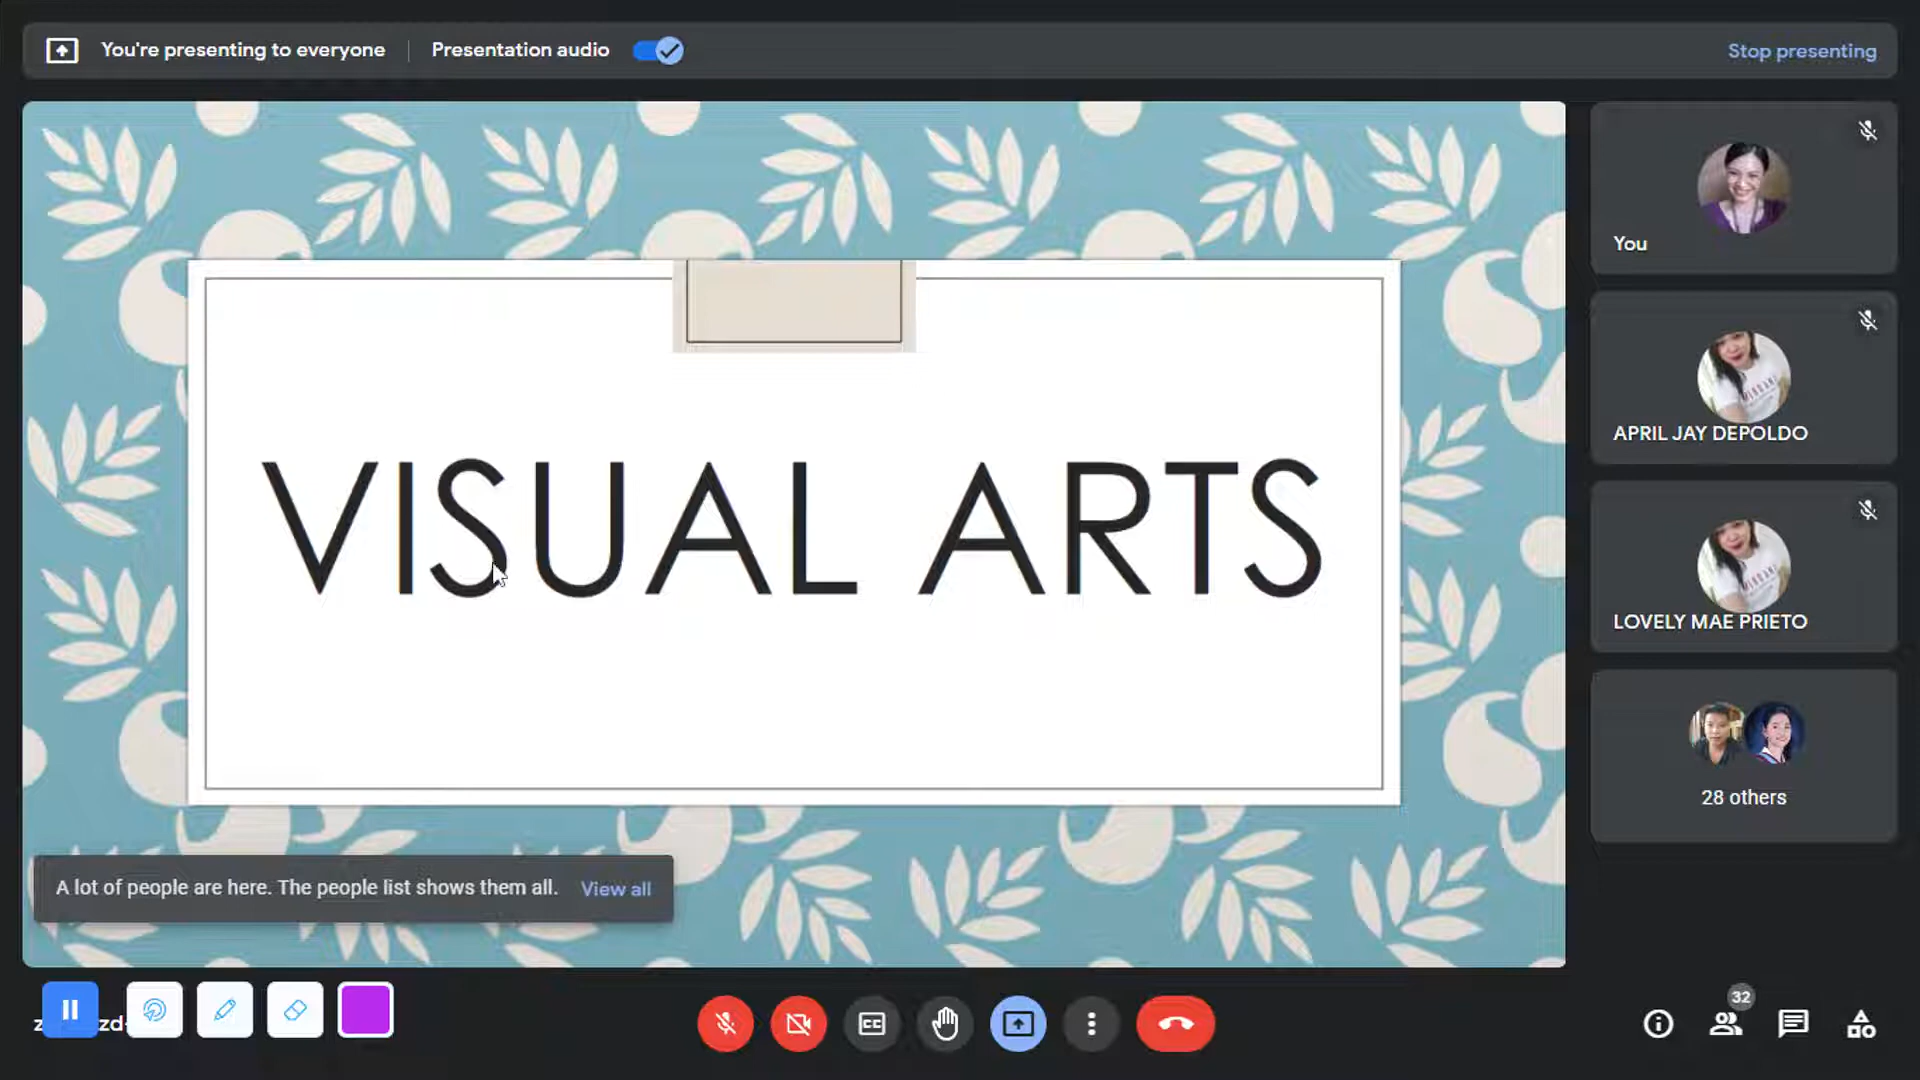 You're presenting to everyone
Presentation audio
Stop presenting
VISUAL ARTS
You
APRIL JAY DEPOLDO
LOVELY MAE PRIETO
28 others
A lot of people are here. The people list shows them all. View all
CC
32